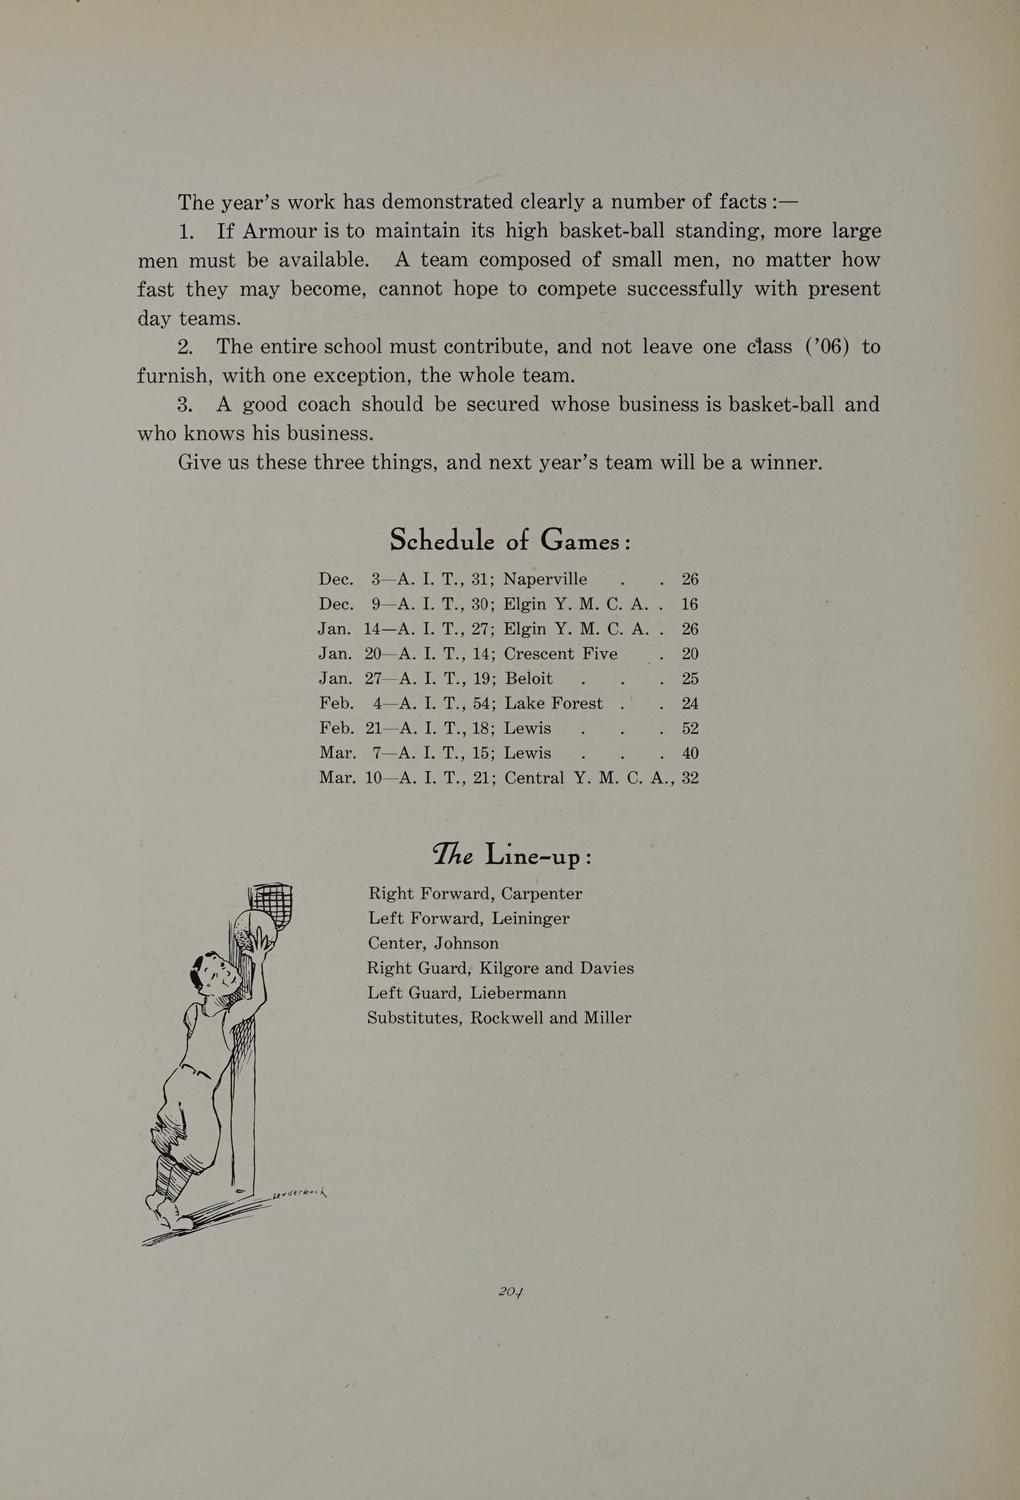 The year's work has demonstrated clearly a number of facts :—
1. If Armour is to maintain its high basket-ball standing, more large
men must be available. A team composed of small men, no matter how
fast they may become, cannot hope to compete successfully with present
day teams.
2. The entire school must contribute, and not leave one class ('06) to
furnish, with one exception, the whole team.
3. A good coach should be secured whose business is basket-ball and
who knows his business.
Give us these three things, and next year's team will be a winner.
Schedule of Games:
Dec. 3—A. I. T., 31; Naperville . . 26
Dec. 9—A. I. T., 30; Elgin Y. M. C. A. . 16
Jan. 14—A. I. T., 27; Elgin Y. M. C. A. . 26
Jan. 20—A. I. T., 14; Crescent Five . 20
Jan. 27—A. I. T., 19; Beloit . . . 25
Feb. 4—A. I. T., 54; Lake Forest . . 24
Feb. 21—A. I. T., 18; Lewis . . . 52
Mar. 7—A. I. T., 15; Lewis . . . 40
Mar. 10—A. I. T., 21; Central Y. M. C. A., 32
The Line-up:
Right Forward, Carpenter
Left Forward, Leininger
Center, Johnson
Right Guard, Kilgore and Davies
Left Guard, Liebermann
Substitutes, Rockwell and Miller
Louderback
204